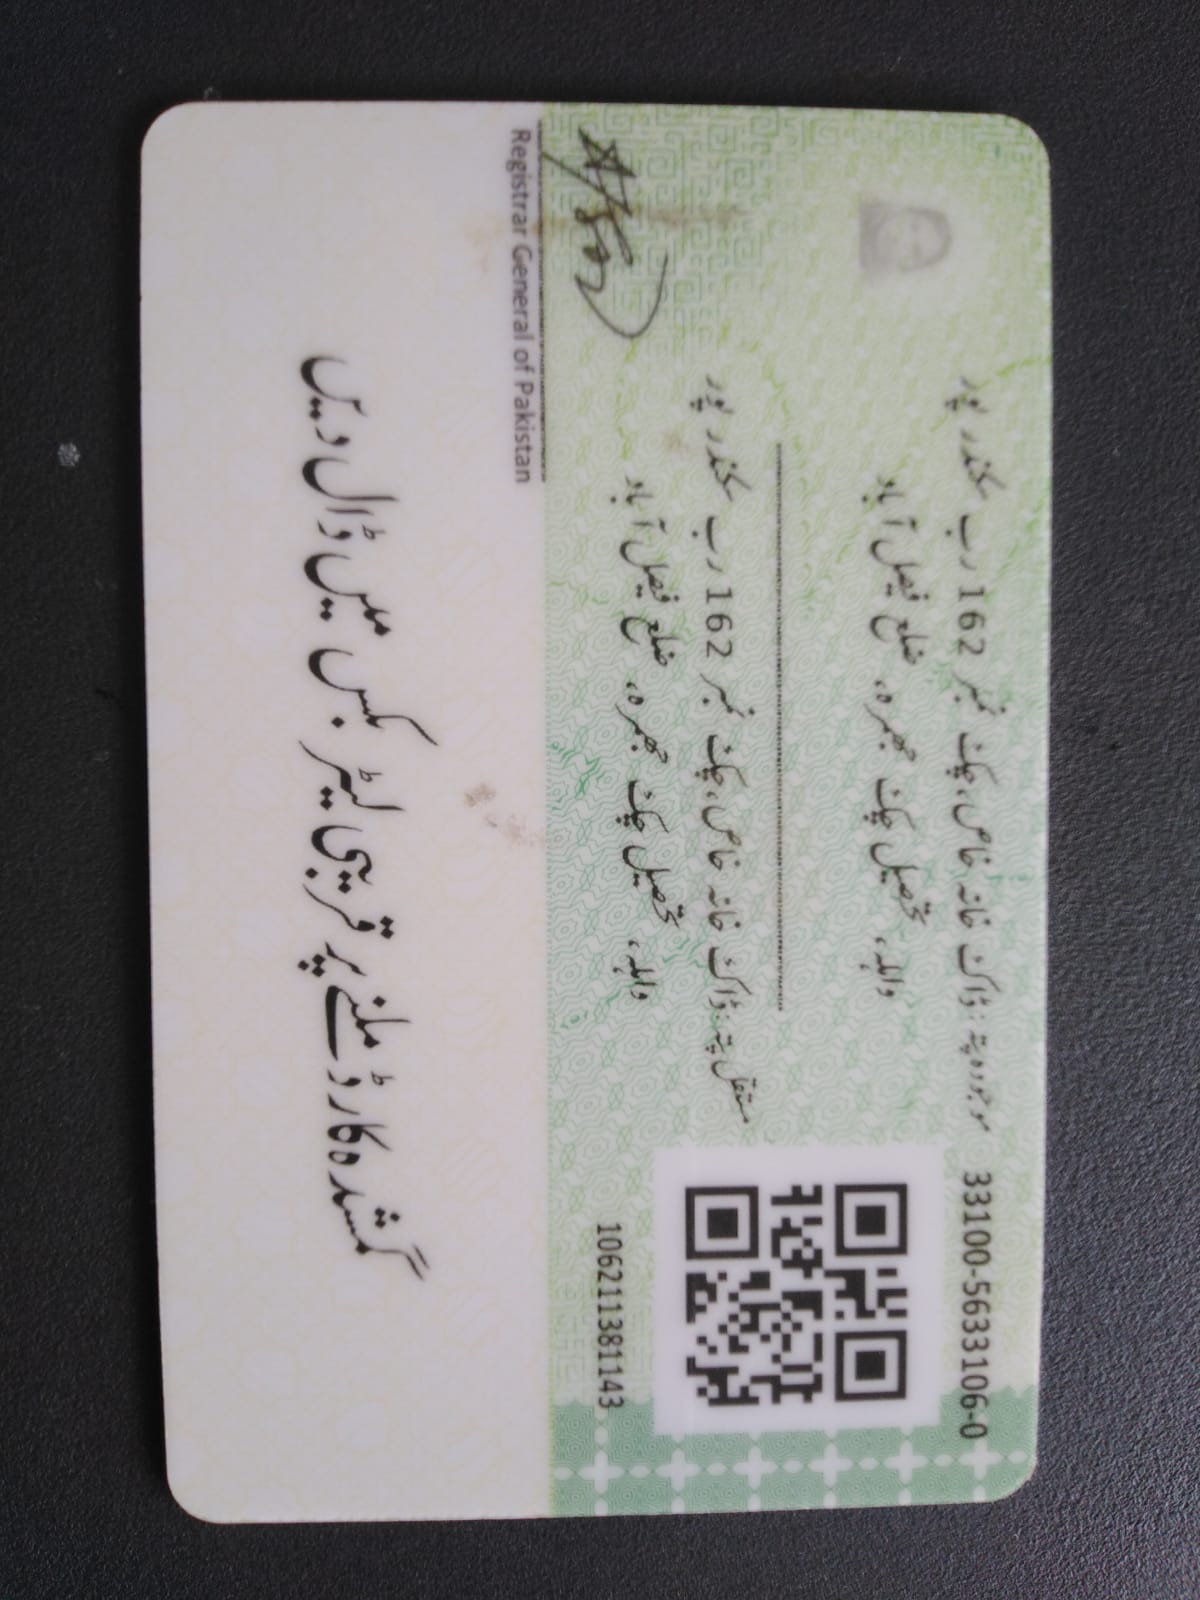 33100-5633106-0
موجودہ پتہ: ڈاک خانہ خاص، چک نمبر 162 رب سکندر پور
واہلہ، تحصیل چک جھمرہ، ضلع فیصل آباد
مستقل پتہ: ڈاک خانہ خاص، چک نمبر 162 رب سکندر پور
واہلہ، تحصیل چک جھمرہ، ضلع فیصل آباد
106211381143
Registrar General of Pakistan
گمشدہ کارڈ ملنے پر قریبی لیٹر بکس میں ڈال دیں